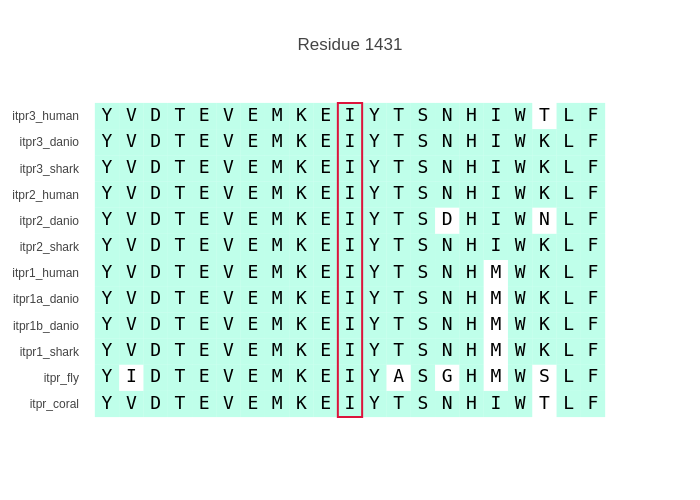 Residue 1431
itpr3_human Y V D T E V E M K E I Y T S N H I W T L F
itpr3_danio Y V D T E V E M K E I Y T S N H I W K L F
itpr3_shark Y V D T E V E M K E I Y T S N H I W K L F
itpr2_human Y V D T E V E M K E I Y T S N H I W K L F
itpr2_danio Y V D T E V E M K E I Y T S D H I W N L F
itpr2_shark Y V D T E V E M K E I Y T S N H I W K L F
itpr1_human Y V D T E V E M K E I Y T S N H M W K L F
itpr1a_danio Y V D T E V E M K E I Y T S N H M W K L F
itpr1b_danio Y V D T E V E M K E I Y T S N H M W K L F
itpr1_shark Y V D T E V E M K E I Y T S N H M W K L F
itpr_fly Y I D T E V E M K E I Y A S G H M W S L F
itpr_coral Y V D T E V E M K E I Y T S N H I W T L F